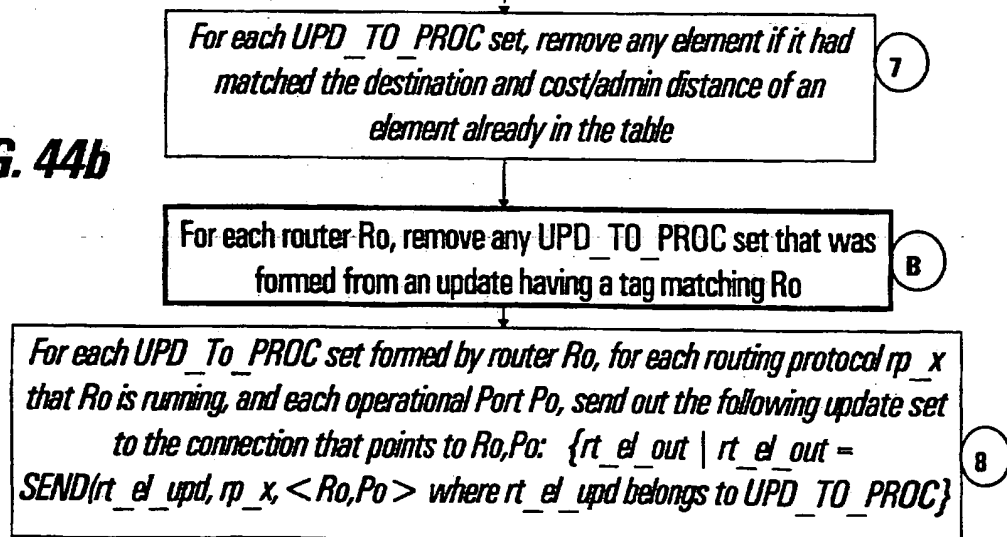 For each UPD_TO_PROC set, remove any element if it had
matched the destination and cost/admin distance of an
element already in the table
7
G. 44b
For each router Ro, remove any UPD_TO_PROC set that was
formed from an update having a tag matching Ro
B
For each UPD_To_PROC set formed by router Ro, for each routing protocol rp_x
that Ro is running, and each operational Port Po, send out the following update set
to the connection that points to Ro,Po: {rt_el_out | rt_el_out =
SEND(rt_el_upd, rp_x, <Ro,Po> where rt_el_upd belongs to UPD_TO_PROC}
8